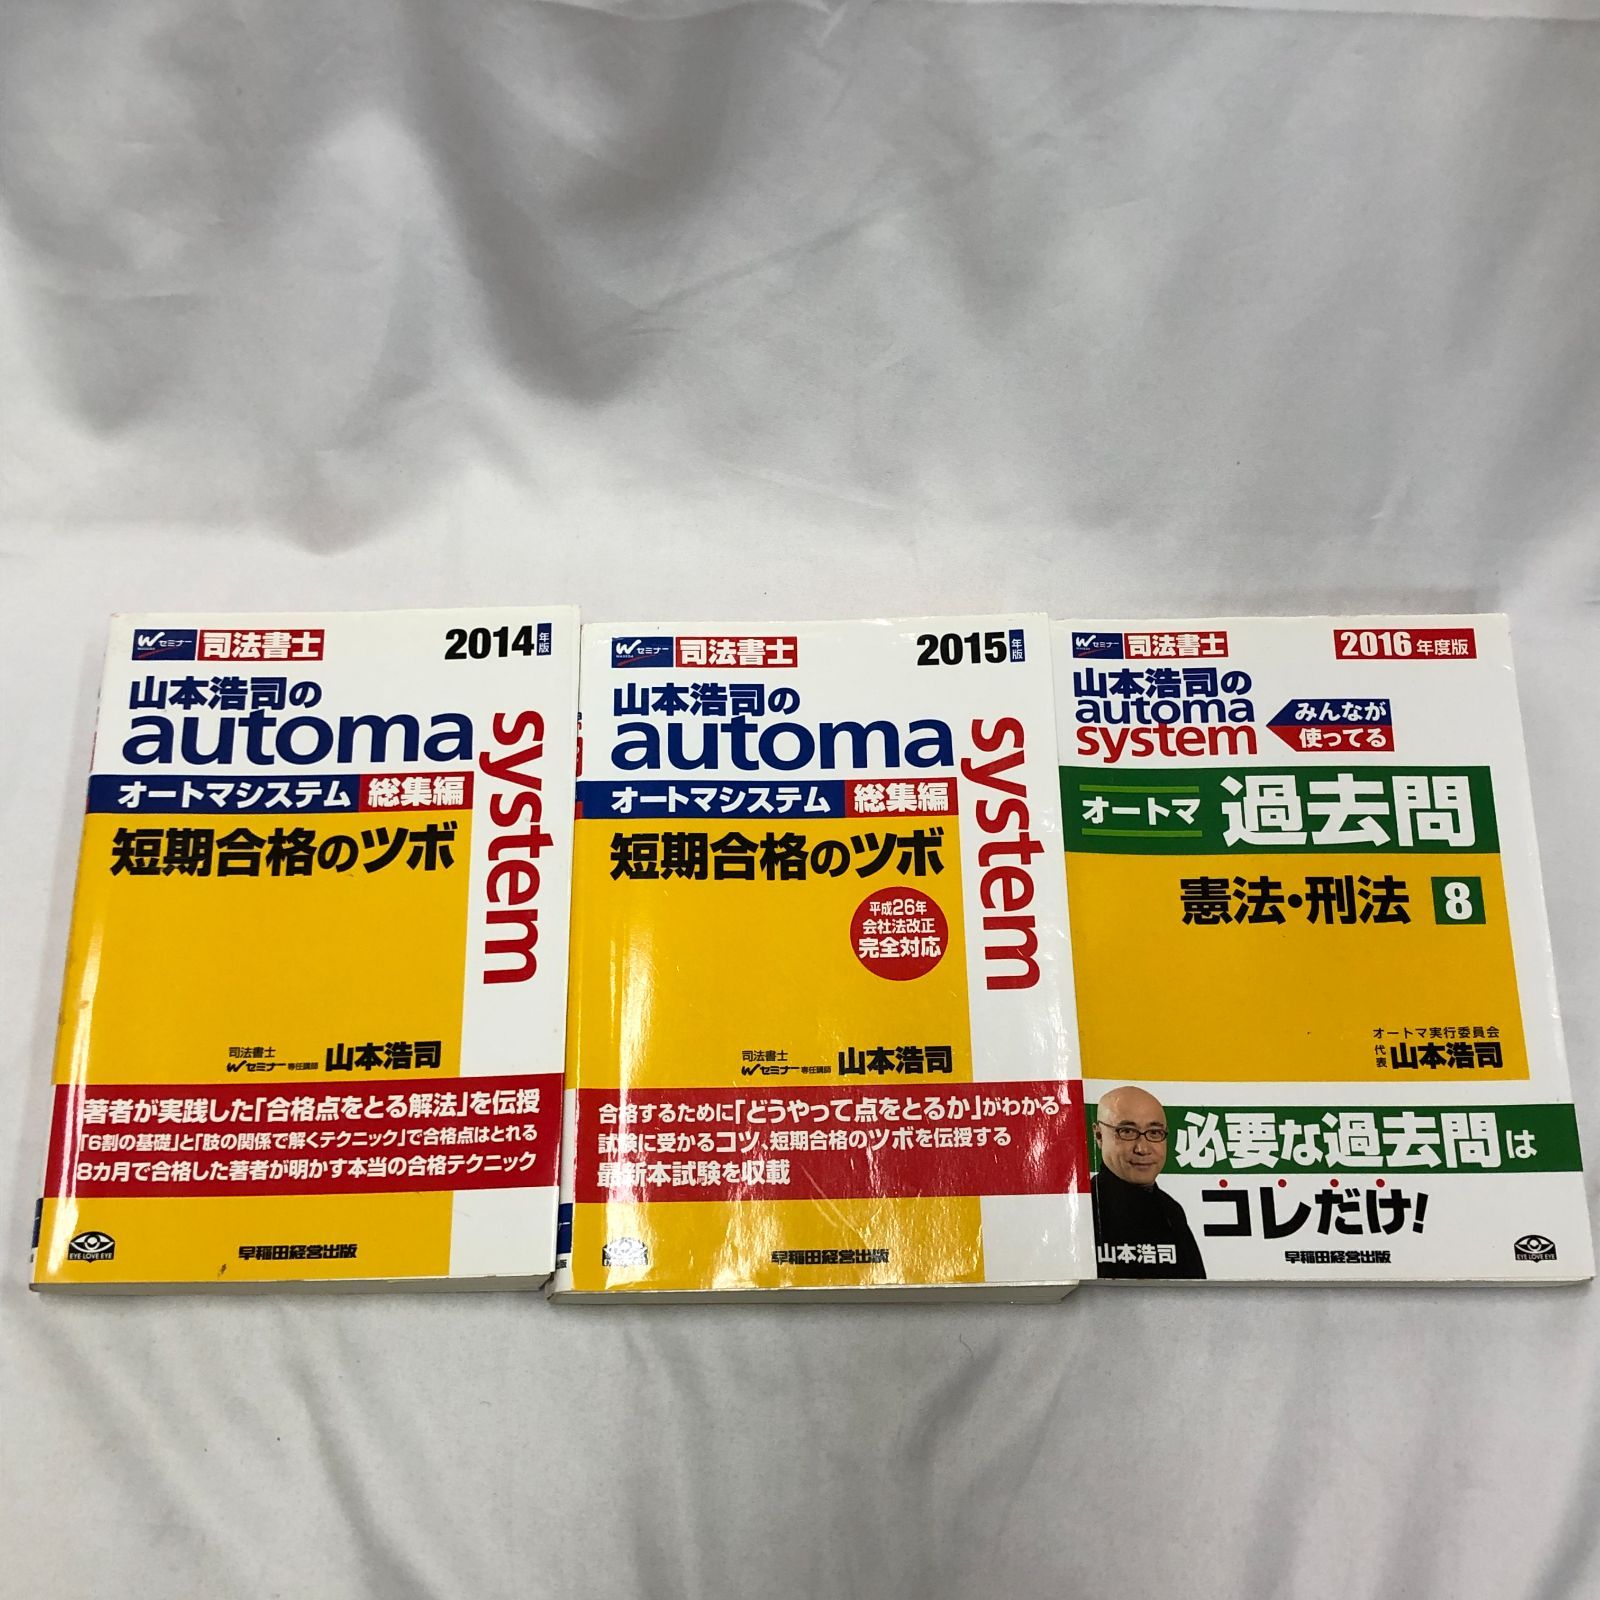 Wセミナー 司法書士 2014年版
山本浩司の
automa
system
オートマシステム 総集編
短期合格のツボ
司法書士
Wセミナー専任講師 山本浩司
著者が実践した「合格点をとる解法」を伝授
「6割の基礎」と「肢の関係で解くテクニック」で合格点はとれる
8カ月で合格した著者が明かす本当の合格テクニック
EYE LOVE EYE
早稲田経営出版
Wセミナー 司法書士 2015年版
山本浩司の
automa
system
オートマシステム 総集編
短期合格のツボ
平成26年
会社法改正
完全対応
司法書士
Wセミナー専任講師 山本浩司
合格するために「どうやって点をとるか」がわかる
試験に受かるコツ、短期合格のツボを伝授する
最新本試験を収載
早稲田経営出版
Wセミナー 司法書士 2016年度版
山本浩司の
automa
system
みんなが
使ってる
オートマ 過去問
憲法・刑法 8
オートマ実行委員会
代表 山本浩司
必要な過去問は
コレだけ!
山本浩司
早稲田経営出版
EYE LOVE EYE